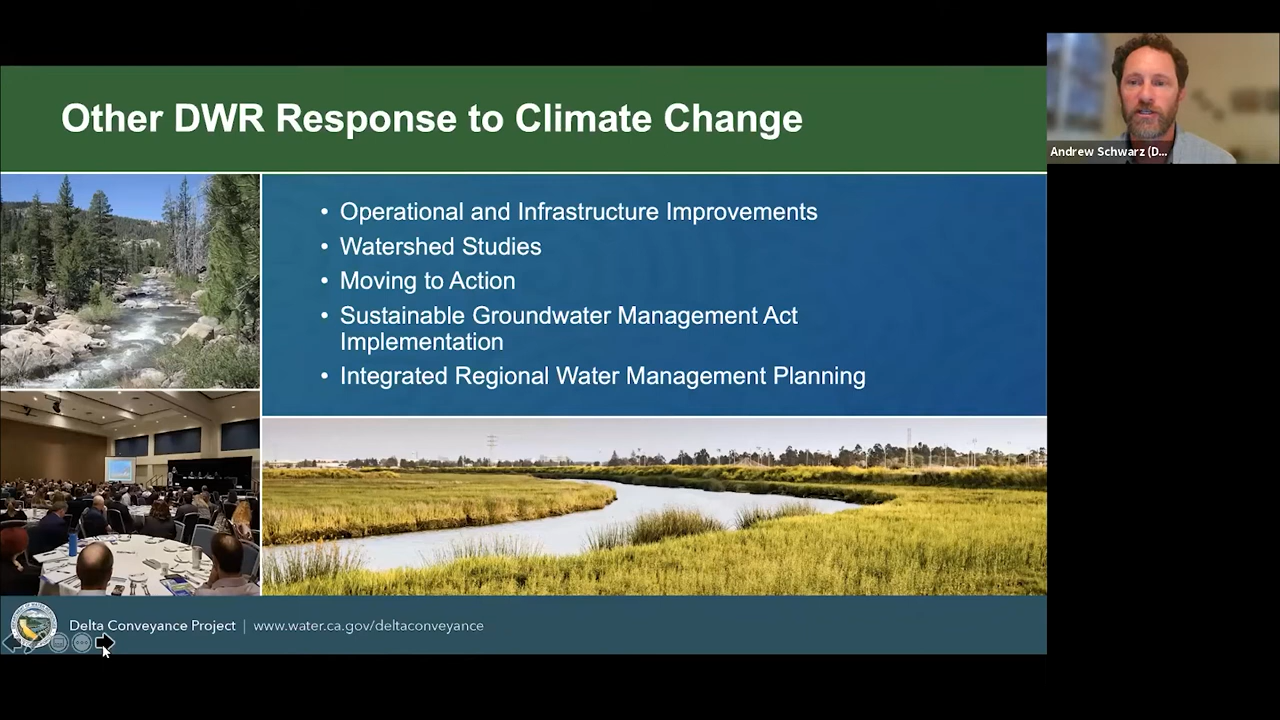 Other DWR Response to Climate Change
• Operational and Infrastructure Improvements
• Watershed Studies
• Moving to Action
• Sustainable Groundwater Management Act
Implementation
• Integrated Regional Water Management Planning
Delta Conveyance Project | www.water.ca.gov/deltaconveyance
Andrew Schwarz (D...